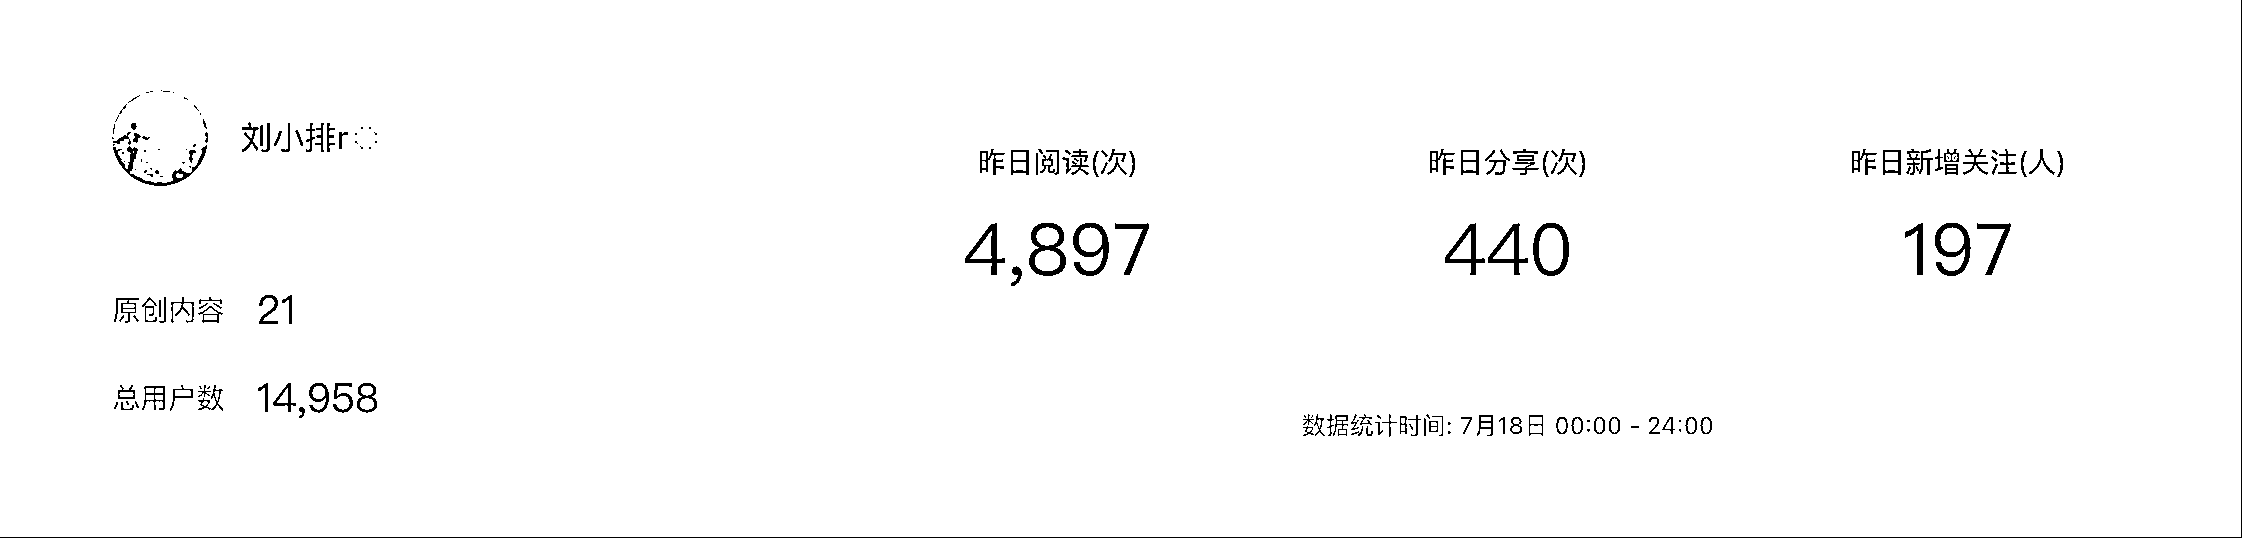 刘小排r
原创内容 21
总用户数 14,958
昨日阅读(次) 昨日分享(次) 昨日新增关注(人)
4,897 440 197
数据统计时间: 7月18日 00:00 - 24:00